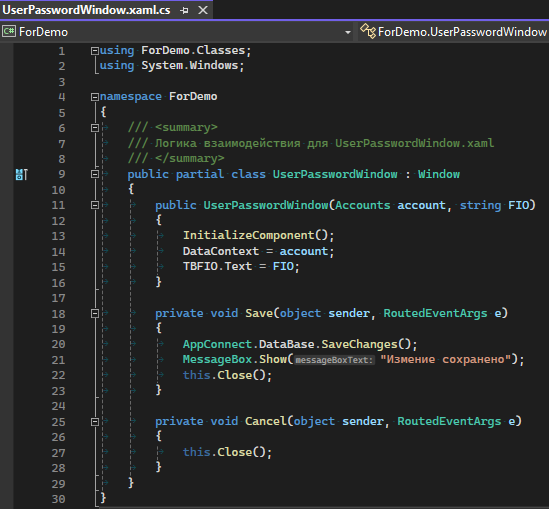 UserPasswordWindow.xaml.cs
ForDemo ForDemo.UserPasswordWindow
1 using ForDemo.Classes;
2 using System.Windows;
3
4 namespace ForDemo
5 {
6 /// <summary>
7 /// Логика взаимодействия для UserPasswordWindow.xaml
8 /// </summary>
9 public partial class UserPasswordWindow : Window
10 {
11 public UserPasswordWindow(Accounts account, string FIO)
12 {
13 InitializeComponent();
14 DataContext = account;
15 TBFIO.Text = FIO;
16 }
17
18 private void Save(object sender, RoutedEventArgs e)
19 {
20 AppConnect.DataBase.SaveChanges();
21 MessageBox.Show(messageBoxText: "Измение сохранено");
22 this.Close();
23 }
24
25 private void Cancel(object sender, RoutedEventArgs e)
26 {
27 this.Close();
28 }
29 }
30 }